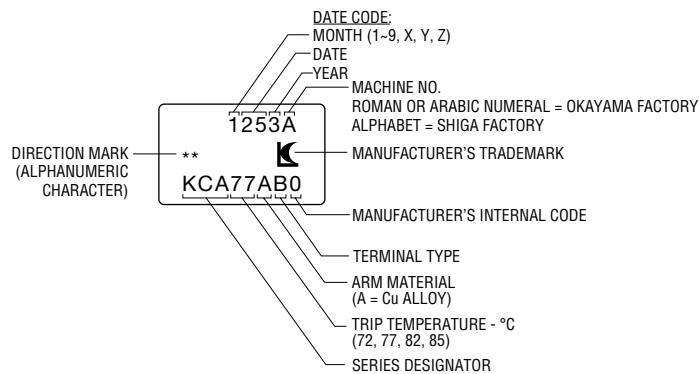 DATE CODE:
MONTH (1~9, X, Y, Z)
DATE
YEAR
MACHINE NO.
ROMAN OR ARABIC NUMERAL = OKAYAMA FACTORY
ALPHABET = SHIGA FACTORY
1253A
**
DIRECTION MARK
(ALPHANUMERIC
CHARACTER)
MANUFACTURER'S TRADEMARK
KCA77AB0
MANUFACTURER'S INTERNAL CODE
TERMINAL TYPE
ARM MATERIAL
(A = Cu ALLOY)
TRIP TEMPERATURE - °C
(72, 77, 82, 85)
SERIES DESIGNATOR